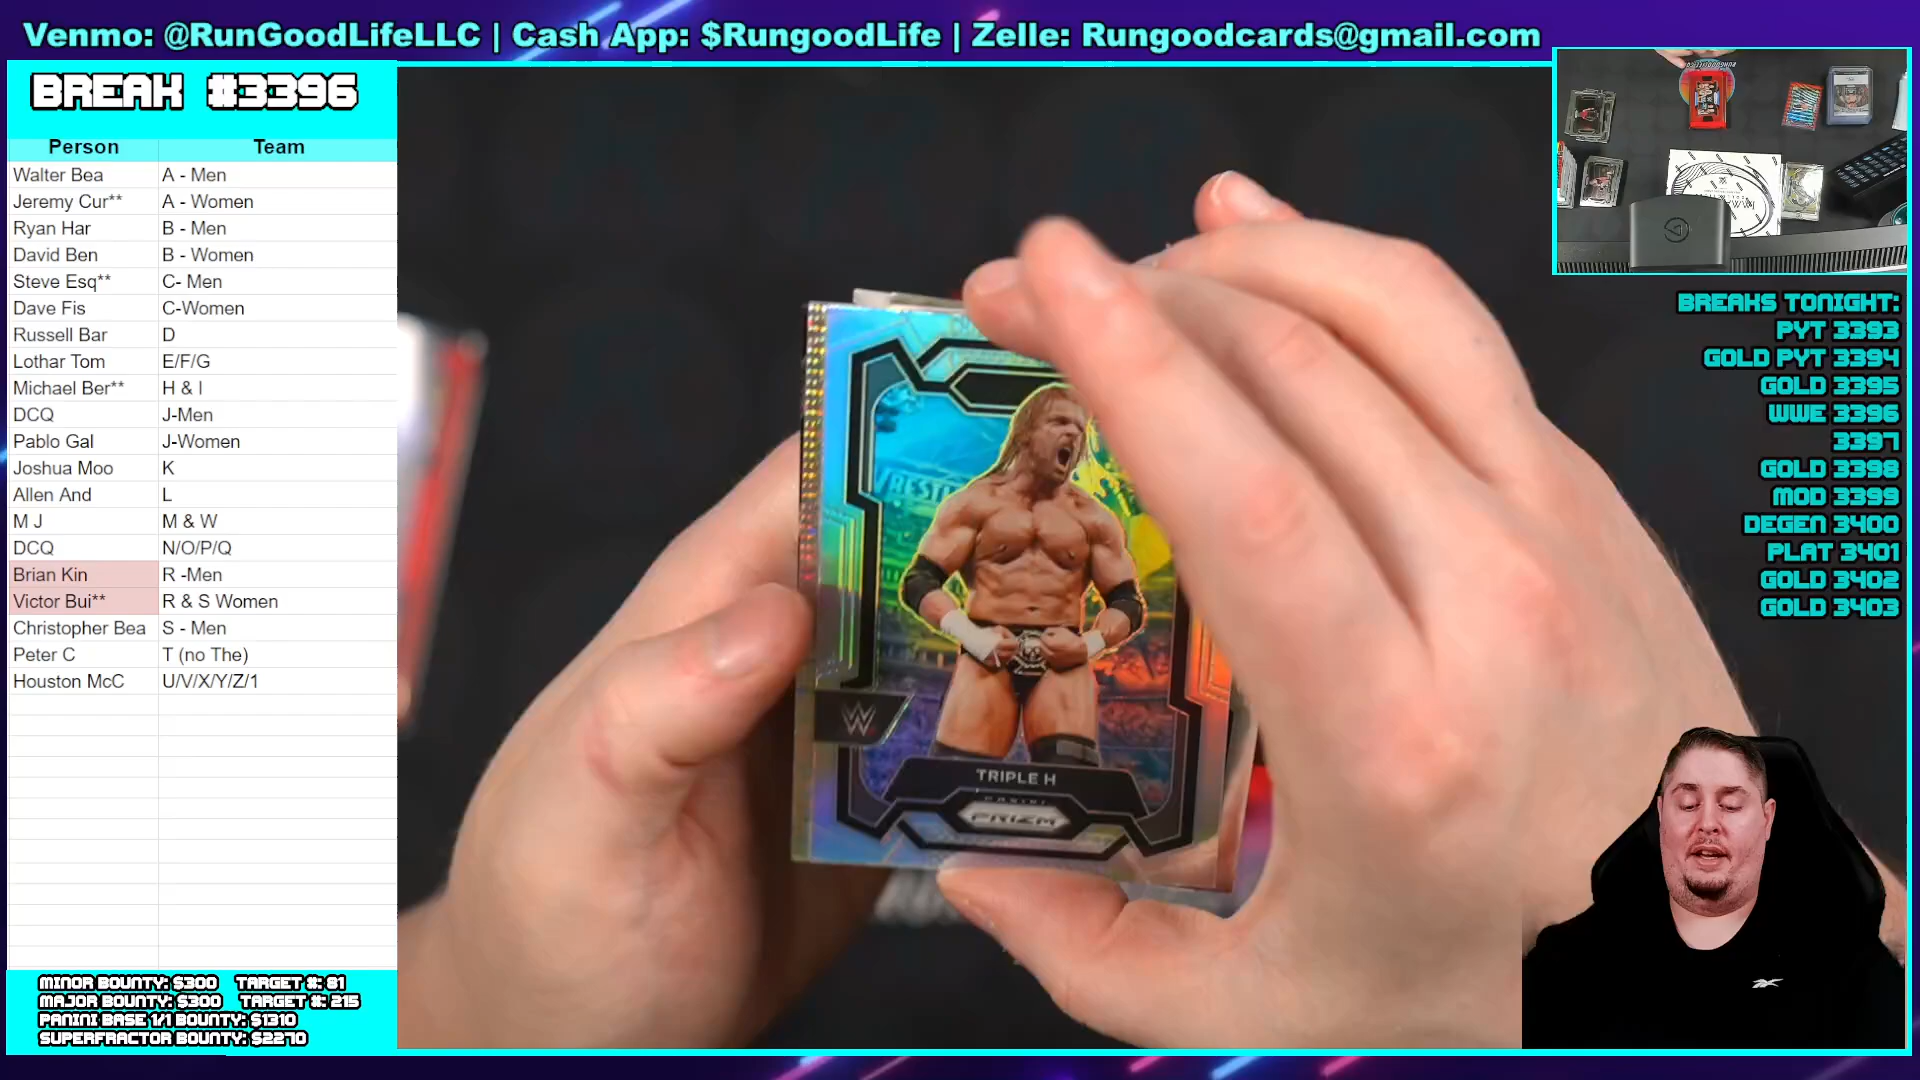 Venmo: @RunGoodLifeLLC | Cash App: $RungoodLife | Zelle: Rungoodcards@gmail.com
BREAK #3396
Person Team
Walter Bea A - Men
Jeremy Cur** A - Women
Ryan Har B - Men
David Ben B - Women
Steve Esq** C- Men
Dave Fis C-Women
Russell Bar D
Lothar Tom E/F/G
Michael Ber** H & I
DCQ J-Men
Pablo Gal J-Women
Joshua Moo K
Allen And L
M J M & W
DCQ N/O/P/Q
Brian Kin R -Men
Victor Bui** R & S Women
Christopher Bea S - Men
Peter C T (no The)
Houston McC U/V/X/Y/Z/1
MINOR BOUNTY: $300 TARGET #: 81
MAJOR BOUNTY: $300 TARGET #: 215
PANINI BASE 1/1 BOUNTY: $1310
SUPERFRACTOR BOUNTY: $2270
RESTL
W
TRIPLE H
PANINI
PRIZM
BREAKS TONIGHT:
PYT 3393
GOLD PYT 3394
GOLD 3395
WWE 3396
3397
GOLD 3398
MOD 3399
DEGEN 3400
PLAT 3401
GOLD 3402
GOLD 3403